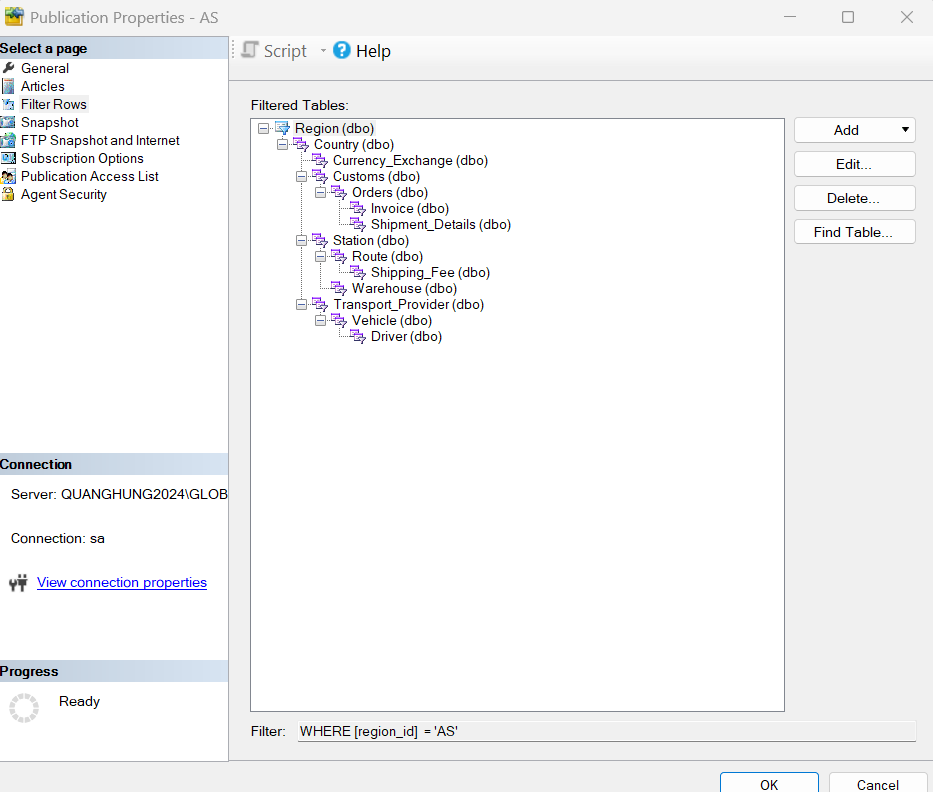 Publication Properties - AS
Select a page
General
Articles
Filter Rows
Snapshot
FTP Snapshot and Internet
Subscription Options
Publication Access List
Agent Security
Connection
Server: QUANGHUNG2024\GLOB
Connection: sa
View connection properties
Progress
Ready
Script
Help
Filtered Tables:
Region (dbo)
Country (dbo)
Currency_Exchange (dbo)
Customs (dbo)
Orders (dbo)
Invoice (dbo)
Shipment_Details (dbo)
Station (dbo)
Route (dbo)
Shipping_Fee (dbo)
Warehouse (dbo)
Transport_Provider (dbo)
Vehicle (dbo)
Driver (dbo)
Add
Edit...
Delete...
Find Table...
Filter: WHERE [region_id] = 'AS'
OK Cancel